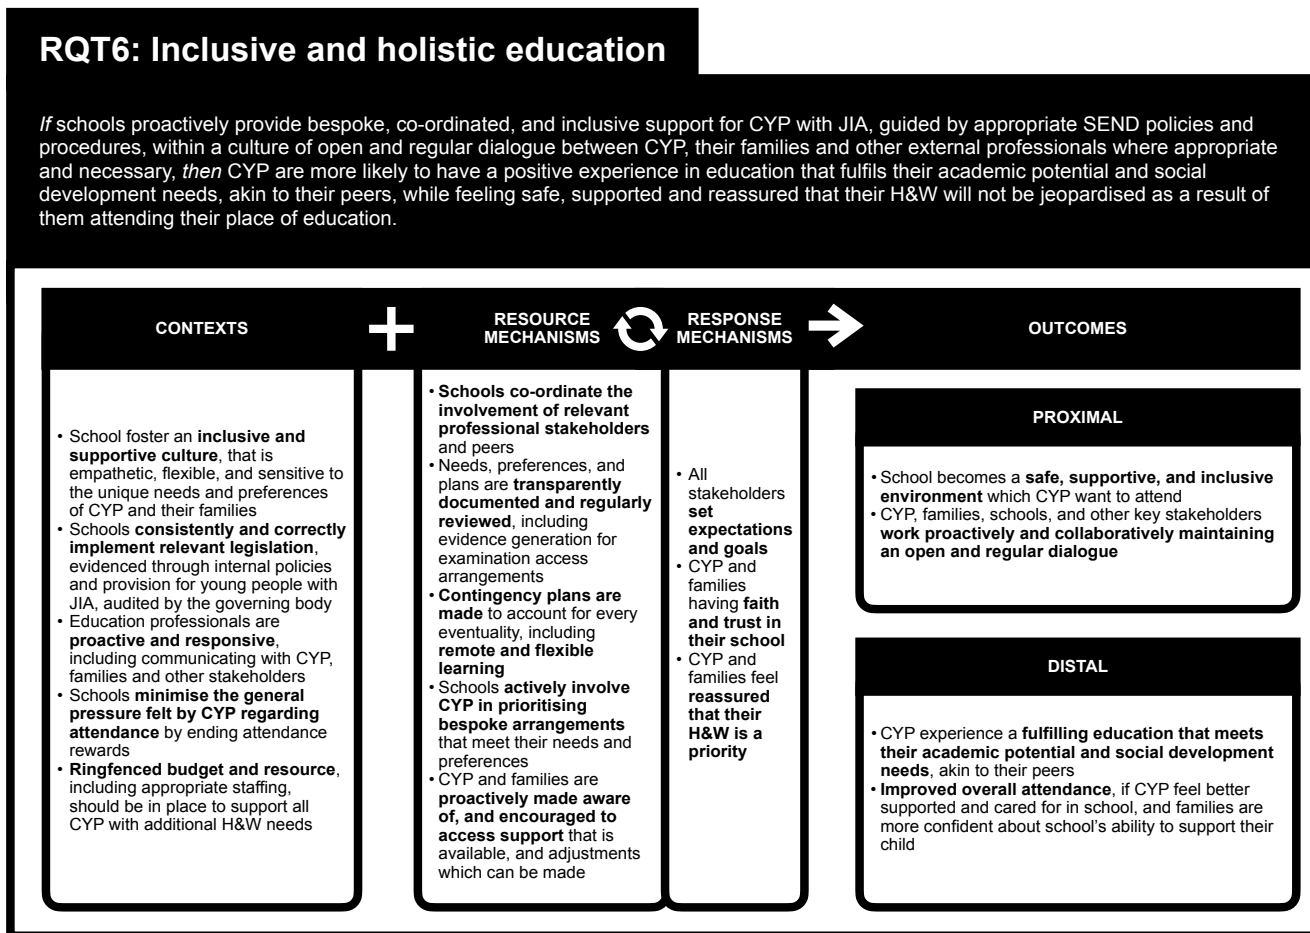 RQT6: Inclusive and holistic education
If schools proactively provide bespoke, co-ordinated, and inclusive support for CYP with JIA, guided by appropriate SEND policies and
procedures, within a culture of open and regular dialogue between CYP, their families and other external professionals where appropriate
and necessary, then CYP are more likely to have a positive experience in education that fulfils their academic potential and social
development needs, akin to their peers, while feeling safe, supported and reassured that their H&W will not be jeopardised as a result of
them attending their place of education.
CONTEXTS
• School foster an inclusive and
supportive culture, that is
empathetic, flexible, and sensitive to
the unique needs and preferences
of CYP and their families
• Schools consistently and correctly
implement relevant legislation,
evidenced through internal policies
and provision for young people with
JIA, audited by the governing body
• Education professionals are
proactive and responsive,
including communicating with CYP,
families and other stakeholders
• Schools minimise the general
pressure felt by CYP regarding
attendance by ending attendance
rewards
• Ringfenced budget and resource,
including appropriate staffing,
should be in place to support all
CYP with additional H&W needs
RESOURCE
MECHANISMS
• Schools co-ordinate the
involvement of relevant
professional stakeholders
and peers
• Needs, preferences, and
plans are transparently
documented and regularly
reviewed, including
evidence generation for
examination access
arrangements
• Contingency plans are
made to account for every
eventuality, including
remote and flexible
learning
• Schools actively involve
CYP in prioritising
bespoke arrangements
that meet their needs and
preferences
• CYP and families are
proactively made aware
of, and encouraged to
access support that is
available, and adjustments
which can be made
RESPONSE
MECHANISMS
• All
stakeholders
set
expectations
and goals
• CYP and
families
having faith
and trust in
their school
• CYP and
families feel
reassured
that their
H&W is a
priority
OUTCOMES
PROXIMAL
• School becomes a safe, supportive, and inclusive
environment which CYP want to attend
• CYP, families, schools, and other key stakeholders
work proactively and collaboratively maintaining
an open and regular dialogue
DISTAL
• CYP experience a fulfilling education that meets
their academic potential and social development
needs, akin to their peers
• Improved overall attendance, if CYP feel better
supported and cared for in school, and families are
more confident about school's ability to support their
child